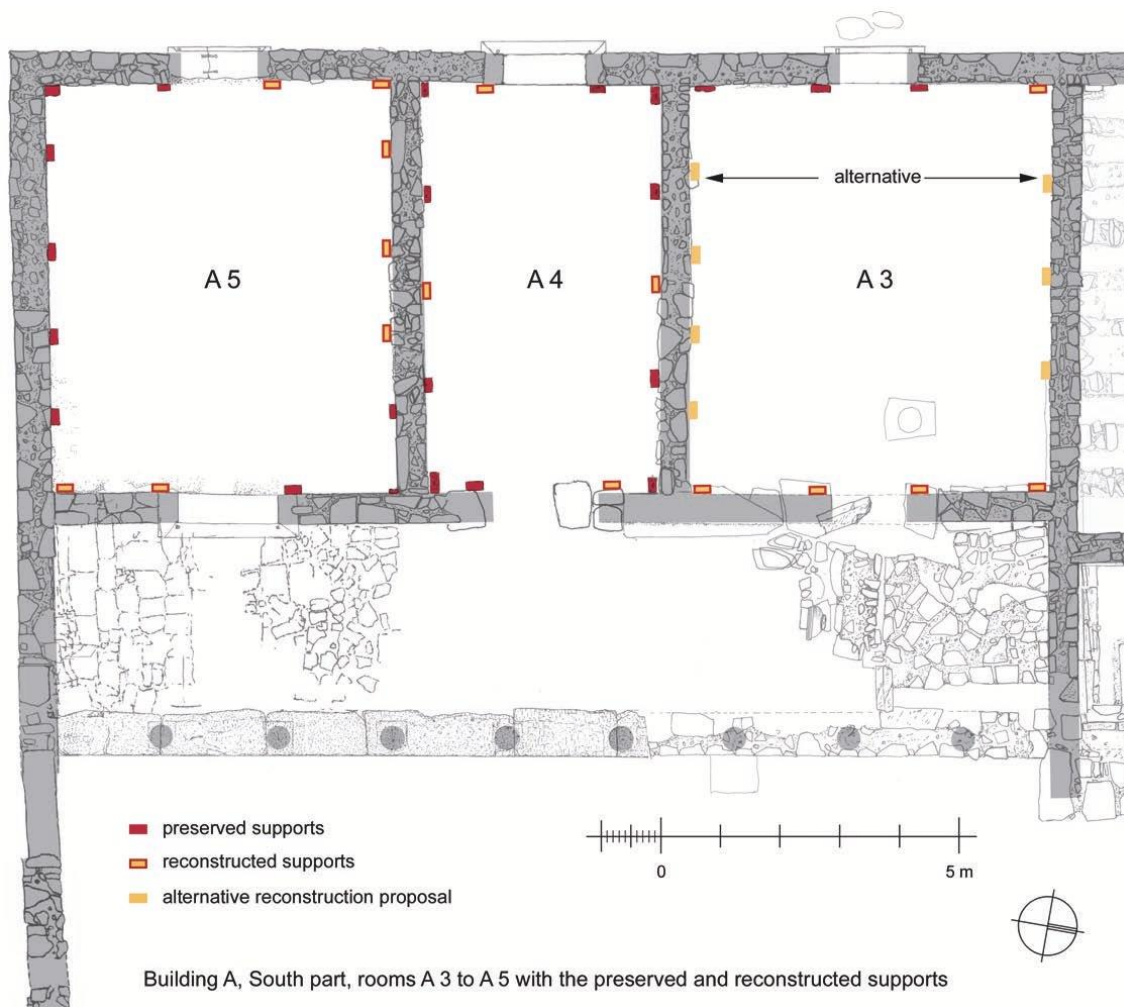 alternative
A 5
A 4
A 3
preserved supports
reconstructed supports
alternative reconstruction proposal
0
5 m
Building A, South part, rooms A 3 to A 5 with the preserved and reconstructed supports